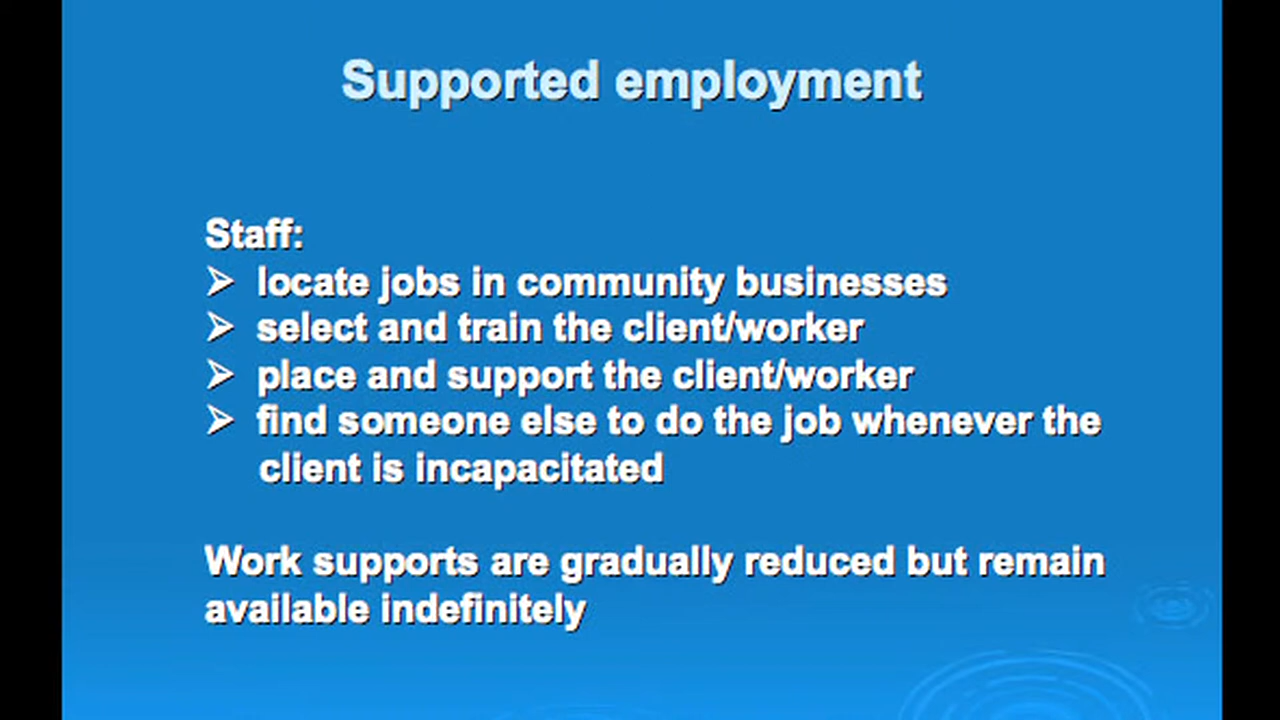 Supported employment
Staff:
➢ locate jobs in community businesses
➢ select and train the client/worker
➢ place and support the client/worker
➢ find someone else to do the job whenever the
client is incapacitated
Work supports are gradually reduced but remain
available indefinitely